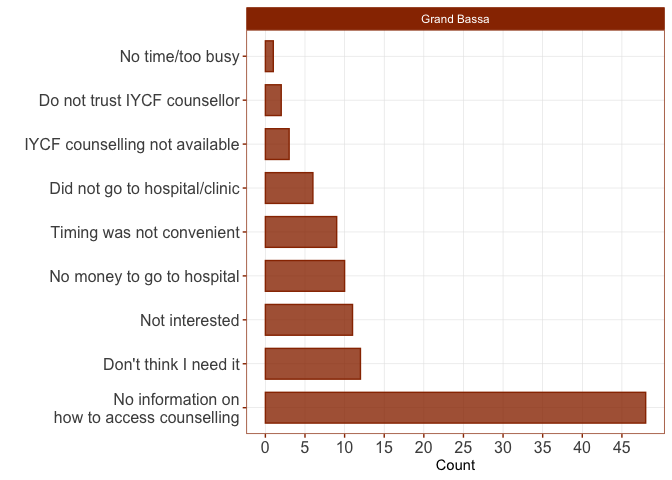 Grand Bassa
No time/too busy
Do not trust IYCF counsellor
IYCF counselling not available
Did not go to hospital/clinic
Timing was not convenient
No money to go to hospital
Not interested
Don't think I need it
No information on
how to access counselling
0 5 10 15 20 25 30 35 40 45
Count